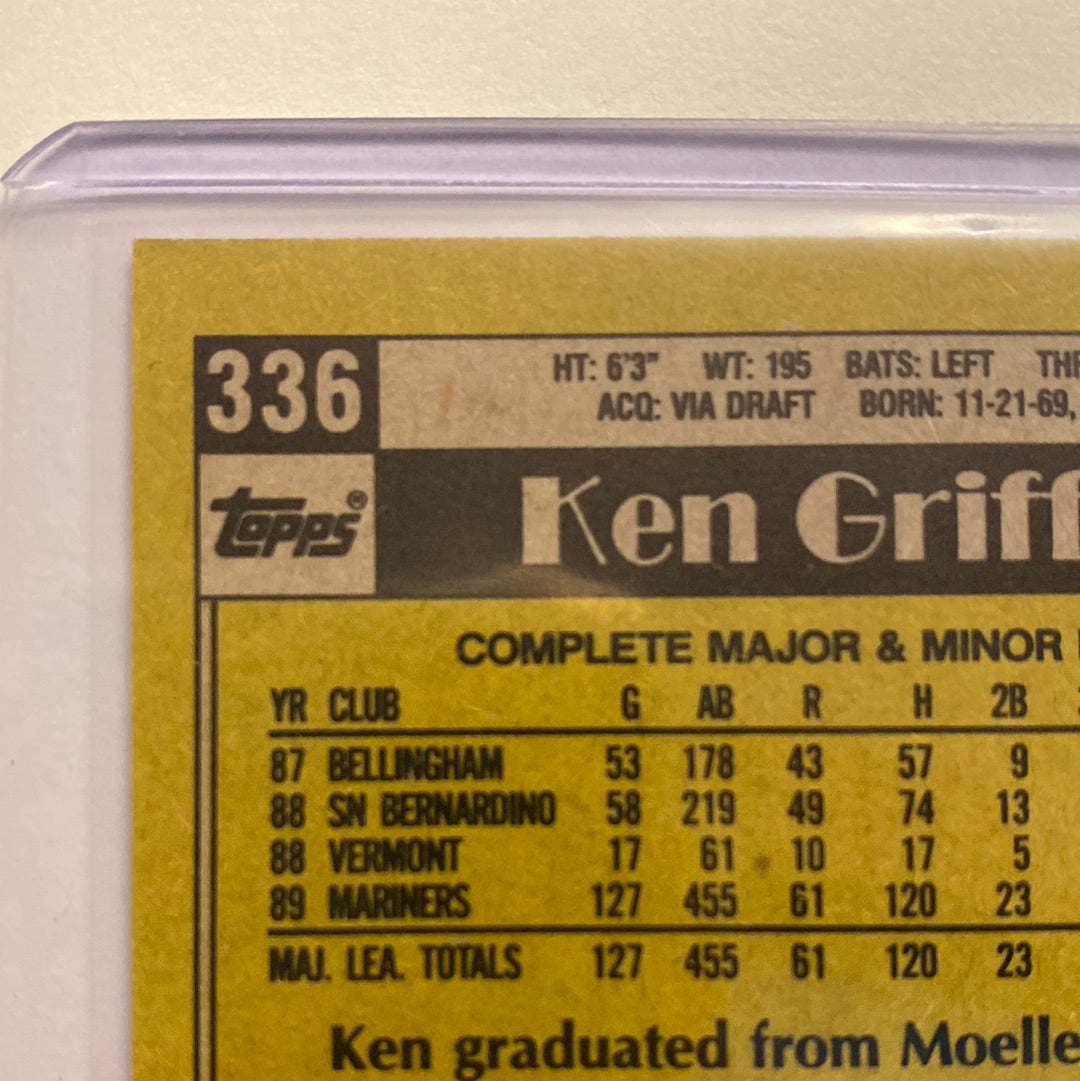 336
HT: 6'3" WT: 195 BATS: LEFT THR
ACQ: VIA DRAFT BORN: 11-21-69,
TOPPS®
Ken Griff
COMPLETE MAJOR & MINOR
YR CLUB G AB R H 2B
87 BELLINGHAM 53 178 43 57 9
88 SN BERNARDINO 58 219 49 74 13
88 VERMONT 17 61 10 17 5
89 MARINERS 127 455 61 120 23
MAJ. LEA. TOTALS 127 455 61 120 23
Ken graduated from Moelle